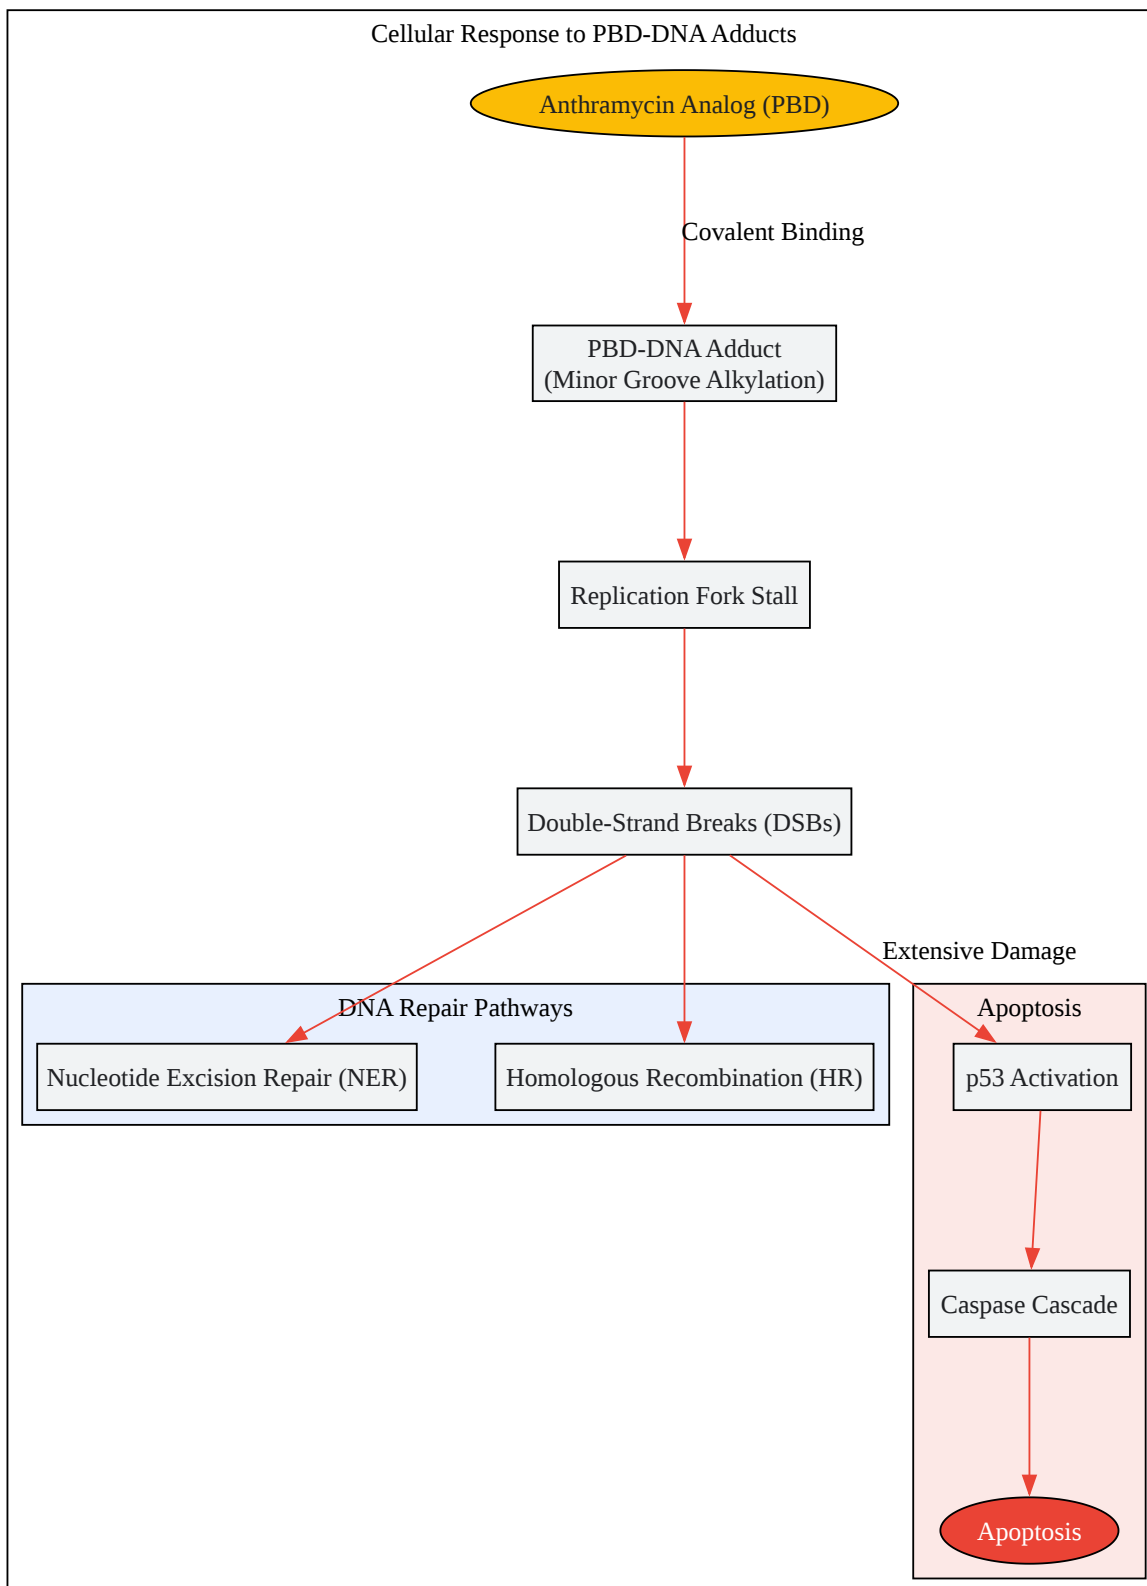 Cellular Response to PBD-DNA Adducts
Anthramycin Analog (PBD)
Covalent Binding
PBD-DNA Adduct
(Minor Groove Alkylation)
Replication Fork Stall
Double-Strand Breaks (DSBs)
Extensive Damage
DNA Repair Pathways
Nucleotide Excision Repair (NER)
Homologous Recombination (HR)
Apoptosis
p53 Activation
Caspase Cascade
Apoptosis